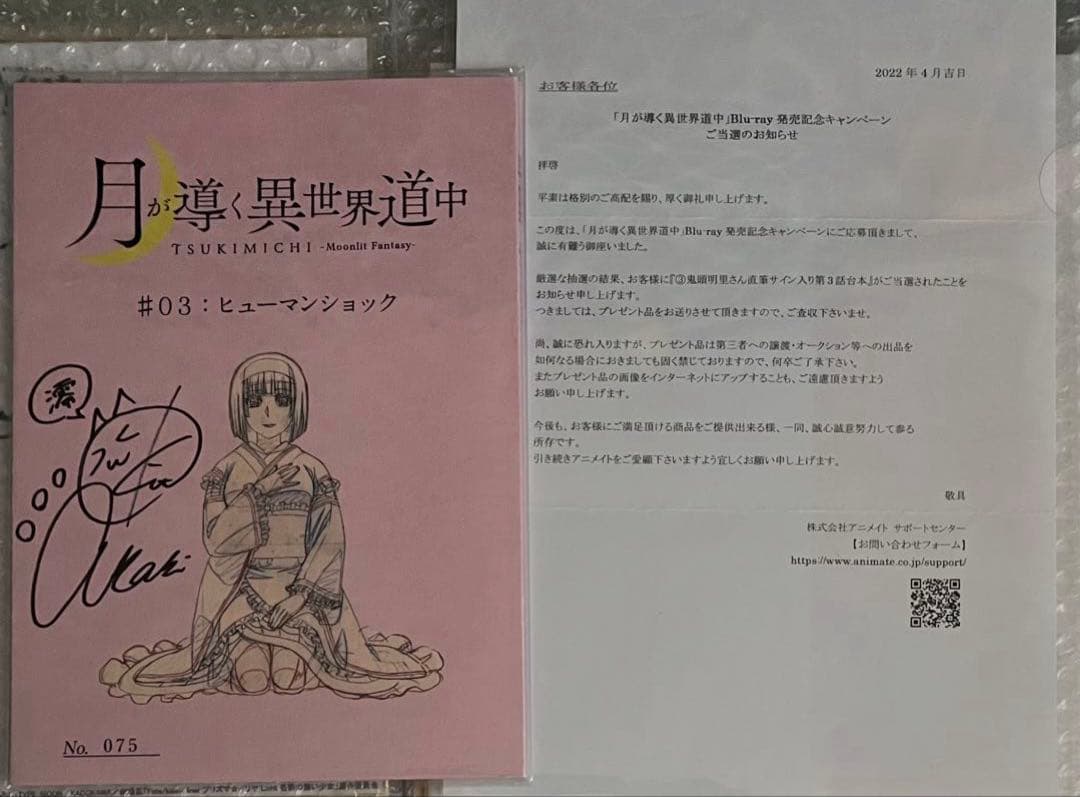 月が導く異世界道中
TSUKIMICHI -Moonlit Fantasy-
#03：ヒューマンショック
澪
Akari
No. 075
2022 年 4 月吉日
お客様各位
「月が導く異世界道中」Blu-ray 発売記念キャンペーン
ご当選のお知らせ
拝啓
平素は格別のご高配を賜り、厚く御礼申し上げます。
この度は、「月が導く異世界道中」Blu-ray 発売記念キャンペーンにご応募頂きまして、
誠に有難う御座いました。
厳選な抽選の結果、お客様に『③鬼頭明里さん直筆サイン入り第３話台本』がご当選されたことを
お知らせ申し上げます。
つきましては、プレゼント品をお送りさせて頂きますので、ご査収下さいませ。
尚、誠に恐れ入りますが、プレゼント品は第三者への譲渡・オークション等への出品を
如何なる場合におきましても固く禁じておりますので、何卒ご了承下さい。
またプレゼント品の画像をインターネットにアップすることも、ご遠慮頂きますよう
お願い申し上げます。
今後も、お客様にご満足頂ける商品をご提供出来る様、一同、誠心誠意努力して参る
所存です。
引き続きアニメイトをご愛顧下さいますよう宜しくお願い申し上げます。
敬具
株式会社アニメイト サポートセンター
【お問い合わせフォーム】
https://www.animate.co.jp/support/